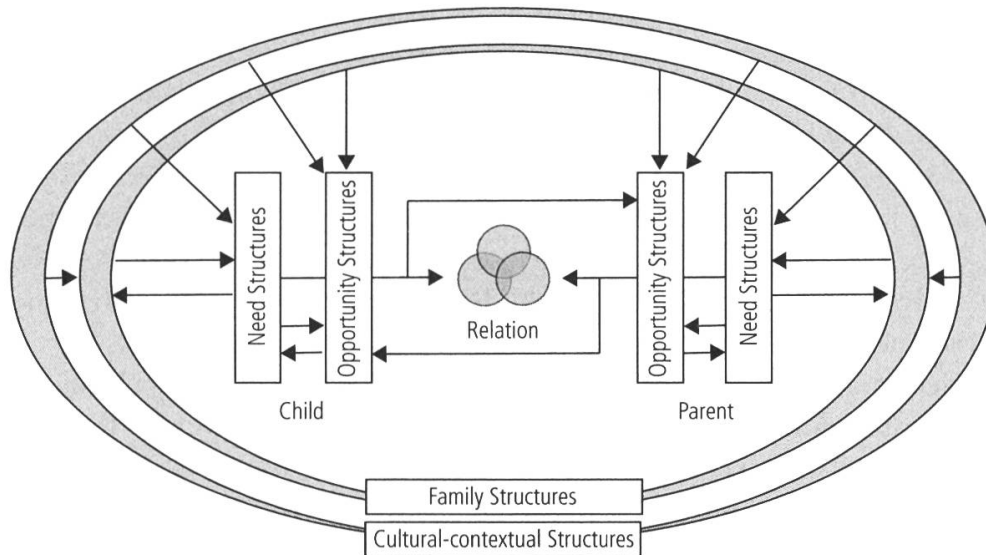 Need Structures
Opportunity Structures
Relation
Opportunity Structures
Need Structures
Child
Parent
Family Structures
Cultural-contextual Structures